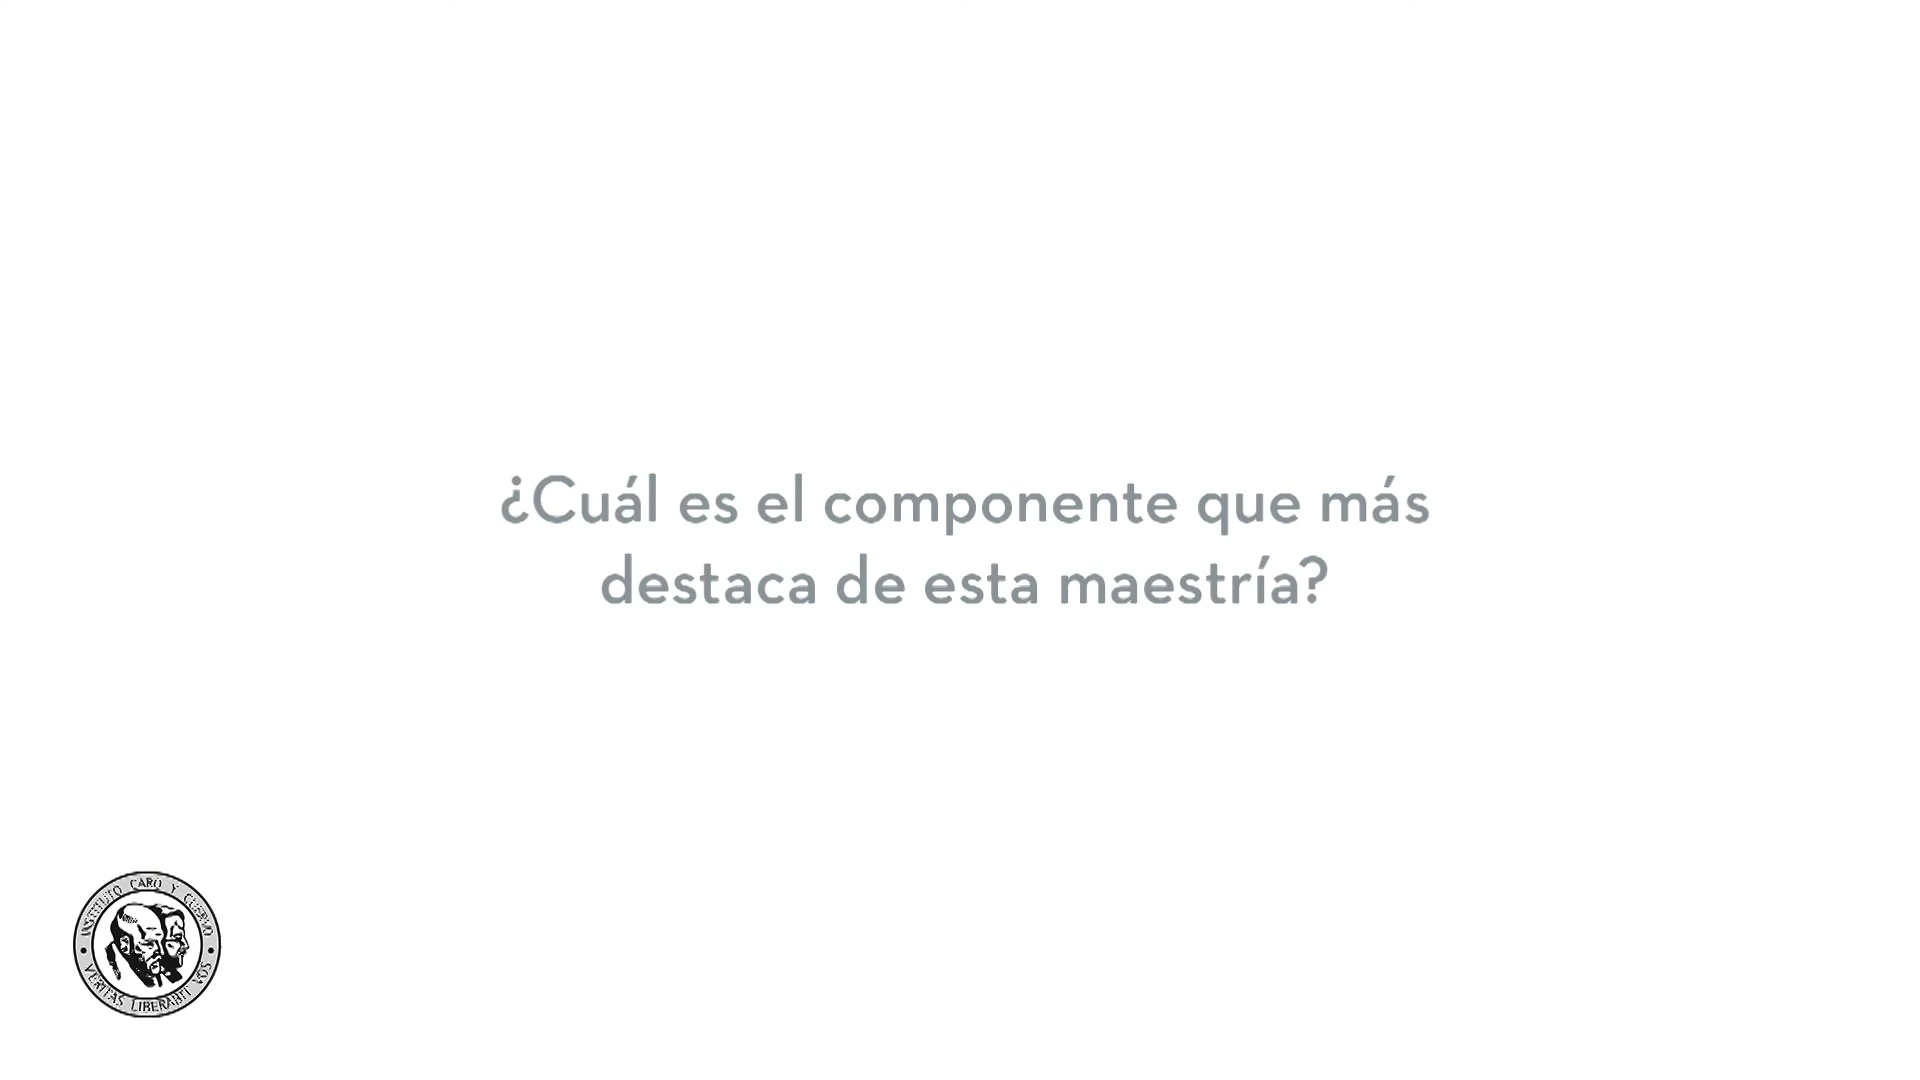 ¿Cuál es el componente que más
destaca de esta maestría?
INSTITUTO CARO Y CUERVO
VERITAS LIBERABIT VOS